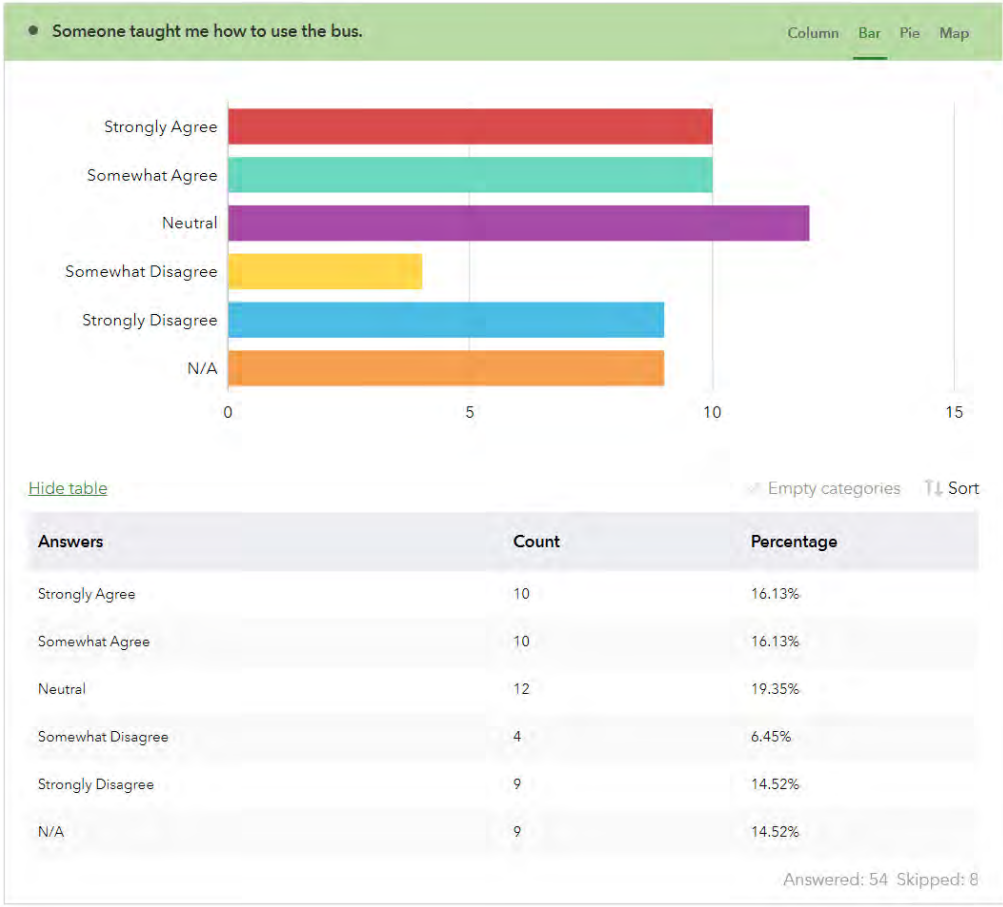 Someone taught me how to use the bus. Column Bar Pie Map
Strongly Agree
Somewhat Agree
Neutral
Somewhat Disagree
Strongly Disagree
N/A
0 5 10 15
Hide table Empty categories Sort
Answers Count Percentage
Strongly Agree 10 16.13%
Somewhat Agree 10 16.13%
Neutral 12 19.35%
Somewhat Disagree 4 6.45%
Strongly Disagree 9 14.52%
N/A 9 14.52%
Answered: 54 Skipped: 8